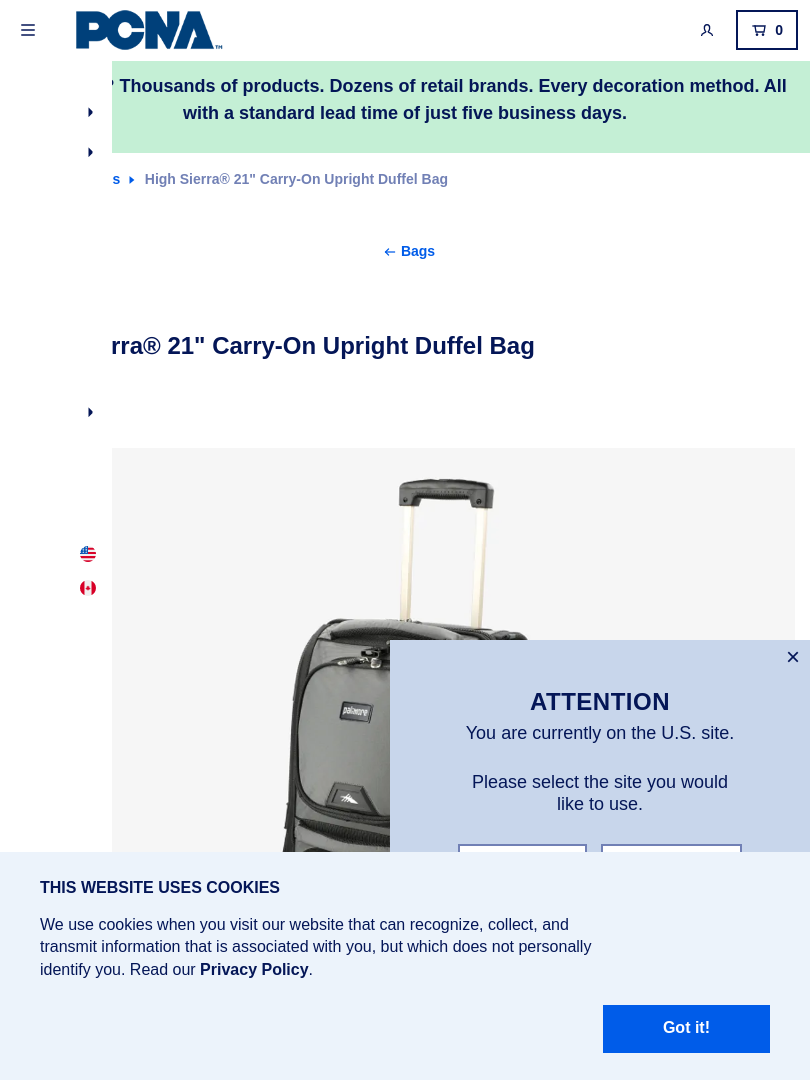 PCNA
TM
0
? Thousands of products. Dozens of retail brands. Every decoration method. All
with a standard lead time of just five business days.
s
High Sierra® 21" Carry-On Upright Duffel Bag
← Bags
rra® 21" Carry-On Upright Duffel Bag
✕
palmore
ATTENTION
You are currently on the U.S. site.
Please select the site you would
like to use.
THIS WEBSITE USES COOKIES
We use cookies when you visit our website that can recognize, collect, and
transmit information that is associated with you, but which does not personally
identify you. Read our Privacy Policy.
Got it!